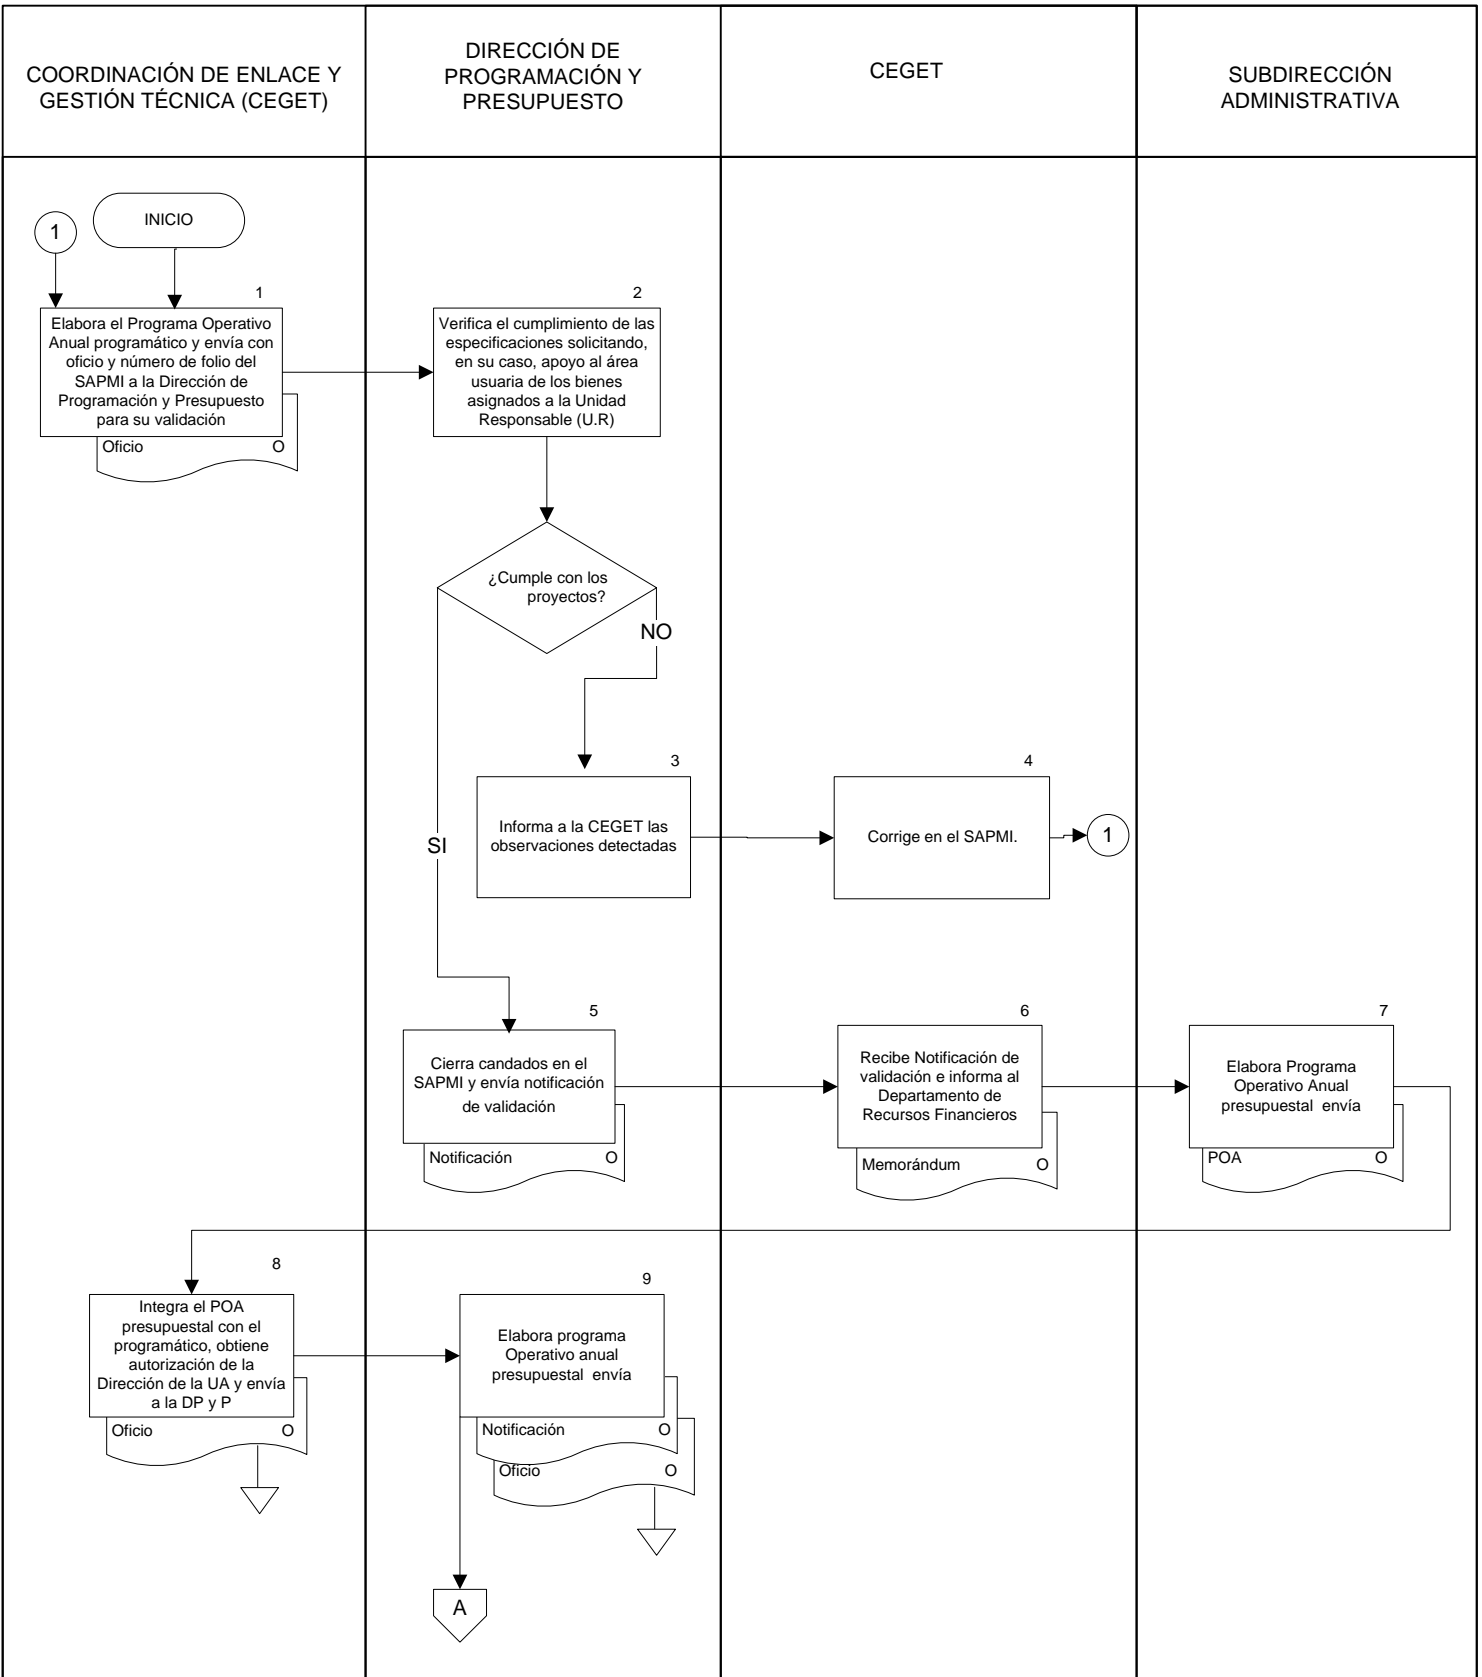 COORDINACIÓN DE ENLACE Y
GESTIÓN TÉCNICA (CEGET)
DIRECCIÓN DE
PROGRAMACIÓN Y
PRESUPUESTO
CEGET
SUBDIRECCIÓN
ADMINISTRATIVA
1
INICIO
1
Elabora el Programa Operativo
Anual programático y envía con
oficio y número de folio del
SAPMI a la Dirección de
Programación y Presupuesto
para su validación
Oficio O
2
Verifica el cumplimiento de las
especificaciones solicitando,
en su caso, apoyo al área
usuaria de los bienes
asignados a la Unidad
Responsable (U.R)
¿Cumple con los
proyectos?
NO
SI
3
Informa a la CEGET las
observaciones detectadas
4
Corrige en el SAPMI.
1
5
Cierra candados en el
SAPMI y envía notificación
de validación
Notificación O
6
Recibe Notificación de
validación e informa al
Departamento de
Recursos Financieros
Memorándum O
7
Elabora Programa
Operativo Anual
presupuestal envía
POA O
8
Integra el POA
presupuestal con el
programático, obtiene
autorización de la
Dirección de la UA y envía
a la DP y P
Oficio O
9
Elabora programa
Operativo anual
presupuestal envía
Notificación O
Oficio O
A